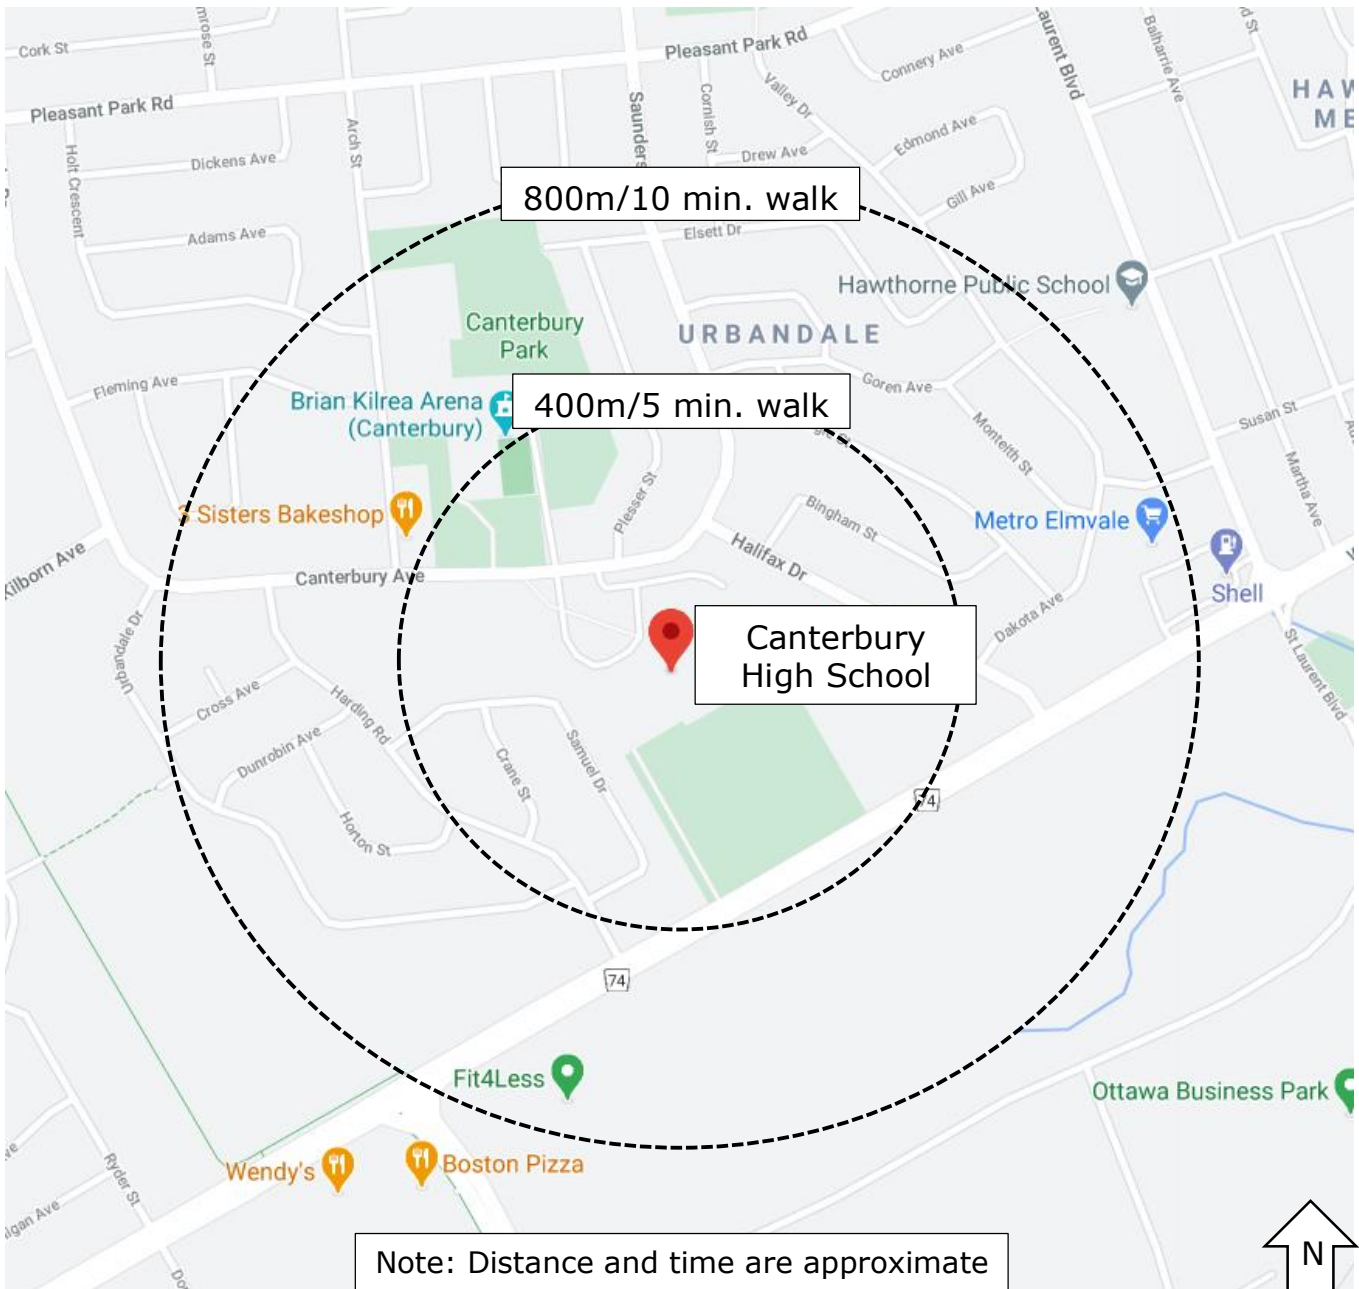 Cork St
Pleasant Park Rd
Pleasant Park Rd
Connery Ave
Valley Dr
Cornish St
Balharrie Ave
Laurent Blvd
Saunders
Arch St
Holt Crescent
Dickens Ave
Drew Ave
Edmond Ave
Gill Ave
800m/10 min. walk
Adams Ave
Elsett Dr
Hawthorne Public School
Canterbury
Park
URBANDALE
Fleming Ave
Goren Ave
Brian Kilrea Arena
(Canterbury)
400m/5 min. walk
Susan St
Monteith St
Martha Ave
3 Sisters Bakeshop
Plesser St
Bingham St
Metro Elmvale
Halifax Dr
Kilborn Ave
Canterbury Ave
Shell
Dakota Ave
Canterbury
High School
Urbandale Dr
St Laurent Blvd
Cross Ave
Harding Rd
Dunrobin Ave
Samuel Dr
Crane St
Horton St
74
74
Fit4Less
Ottawa Business Park
Wendy's
Boston Pizza
Ryder St
Note: Distance and time are approximate
N